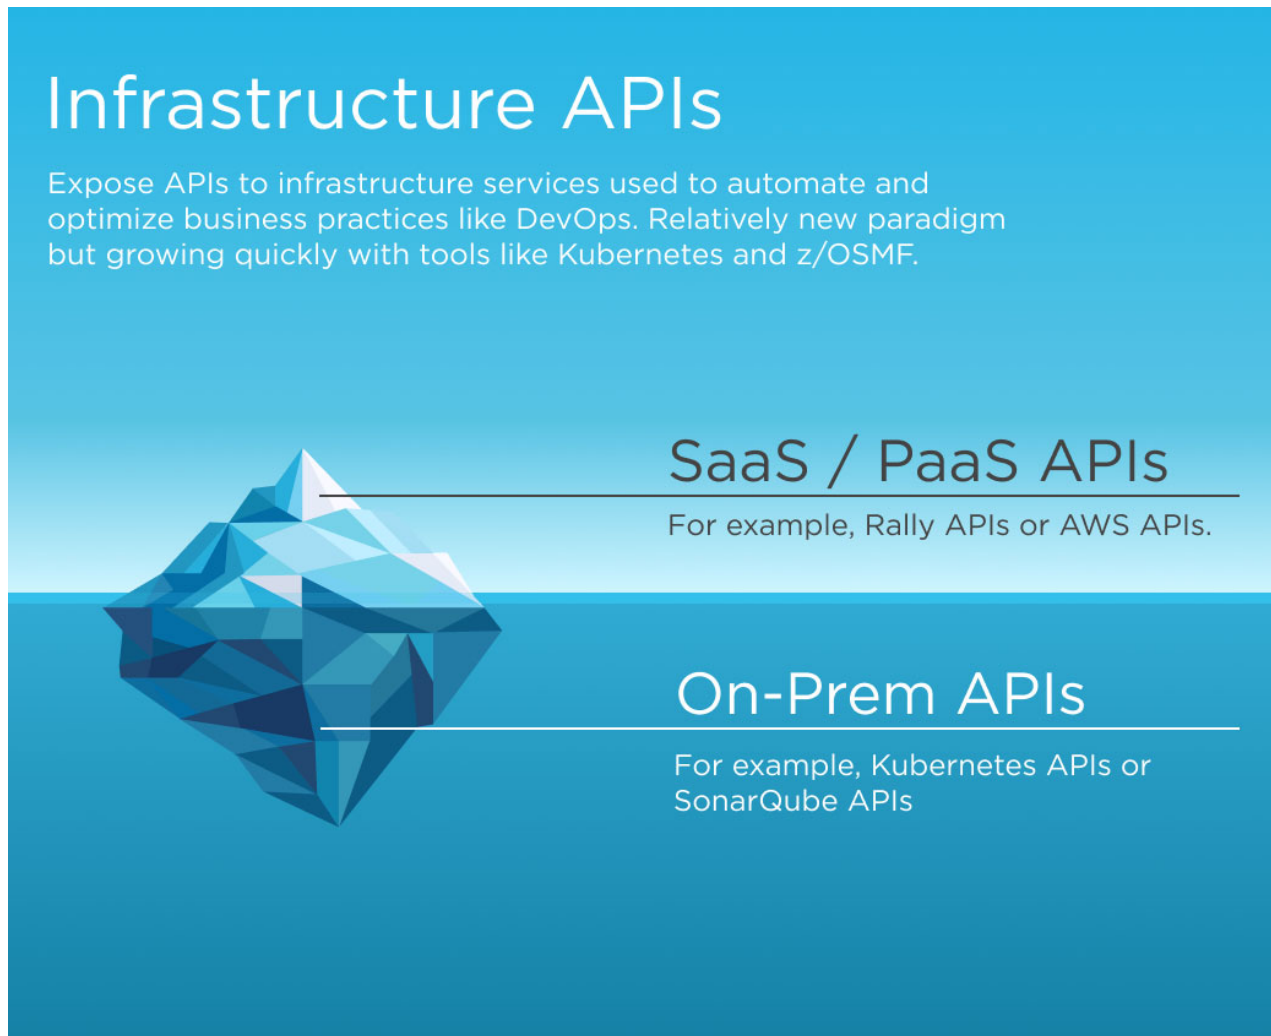 Infrastructure APIs
Expose APIs to infrastructure services used to automate and
optimize business practices like DevOps. Relatively new paradigm
but growing quickly with tools like Kubernetes and z/OSMF.
SaaS / PaaS APIs
For example, Rally APIs or AWS APIs.
On-Prem APIs
For example, Kubernetes APIs or
SonarQube APIs